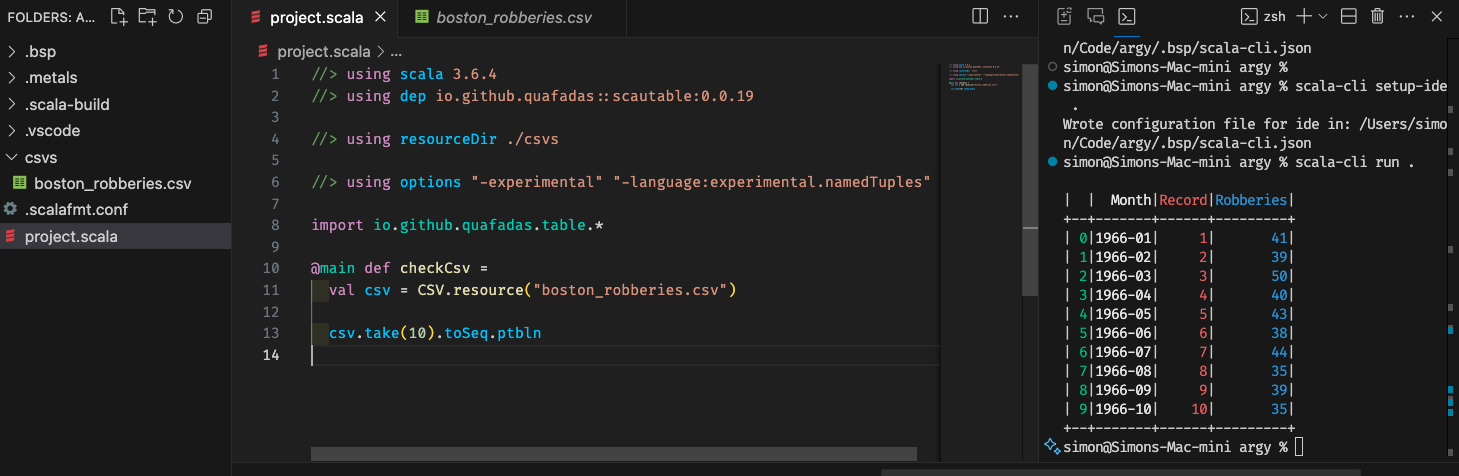 FOLDERS: A...
.bsp
.metals
.scala-build
.vscode
csvs
boston_robberies.csv
.scalafmt.conf
project.scala
project.scala
boston_robberies.csv
project.scala > ...
1 //> using scala 3.6.4
2 //> using dep io.github.quafadas::scautable:0.0.19
3
4 //> using resourceDir ./csvs
5
6 //> using options "-experimental" "-language:experimental.namedTuples"
7
8 import io.github.quafadas.table.*
9
10 @main def checkCsv =
11 val csv = CSV.resource("boston_robberies.csv")
12
13 csv.take(10).toSeq.ptbln
14
zsh
n/Code/argy/.bsp/scala-cli.json
simon@Simons-Mac-mini argy %
simon@Simons-Mac-mini argy % scala-cli setup-ide
.
Wrote configuration file for ide in: /Users/simo
n/Code/argy/.bsp/scala-cli.json
simon@Simons-Mac-mini argy % scala-cli run .
| | Month|Record|Robberies|
+--+-------+------+---------+
| 0|1966-01| 1| 41|
| 1|1966-02| 2| 39|
| 2|1966-03| 3| 50|
| 3|1966-04| 4| 40|
| 4|1966-05| 5| 43|
| 5|1966-06| 6| 38|
| 6|1966-07| 7| 44|
| 7|1966-08| 8| 35|
| 8|1966-09| 9| 39|
| 9|1966-10| 10| 35|
+--+-------+------+---------+
simon@Simons-Mac-mini argy %